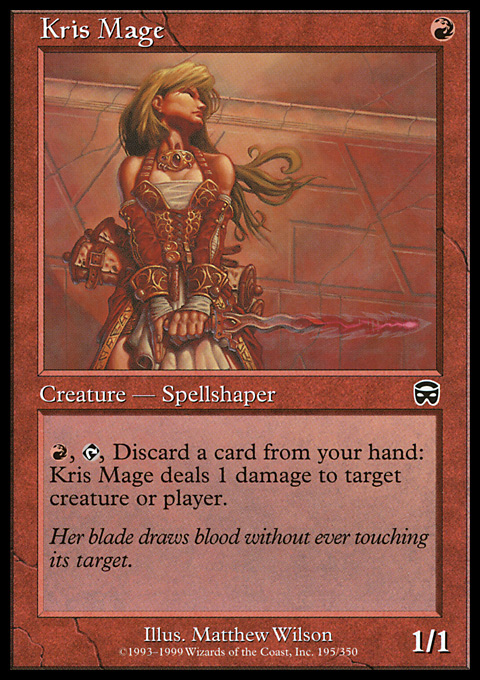 Kris Mage
Creature — Spellshaper
, , Discard a card from your hand:
Kris Mage deals 1 damage to target
creature or player.
Her blade draws blood without ever touching
its target.
Illus. Matthew Wilson
©1993–1999 Wizards of the Coast, Inc. 195/350
1/1